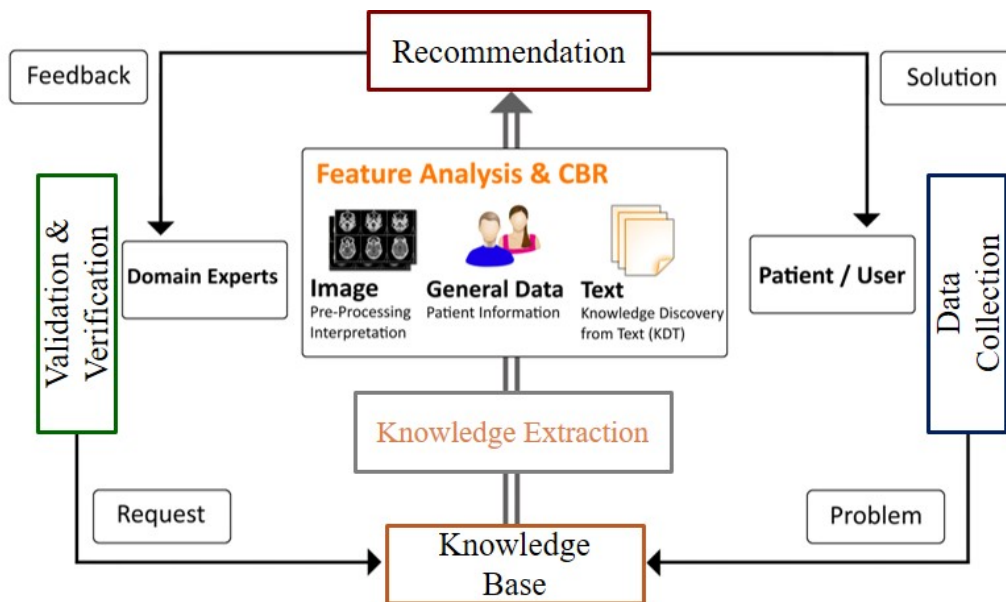 Recommendation
Feedback
Solution
Feature Analysis & CBR
Validation &
Verification
Domain Experts
Image
Pre-Processing
Interpretation
General Data
Patient Information
Text
Knowledge Discovery
from Text (KDT)
Patient / User
Data
Collection
Knowledge Extraction
Request
Problem
Knowledge
Base